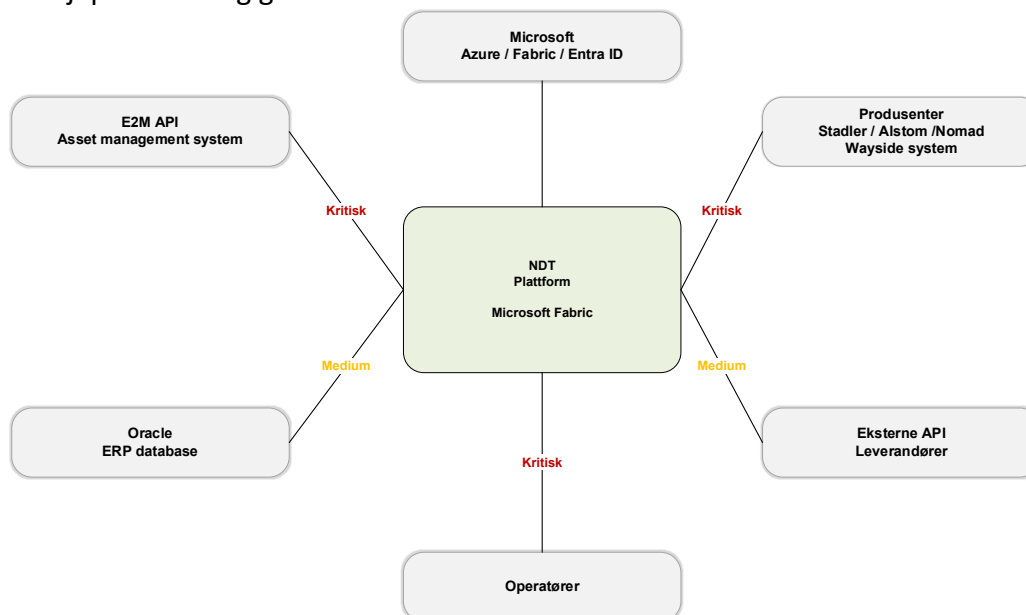 Microsoft
Azure / Fabric / Entra ID
E2M API
Asset management system
Produsenter
Stadler / Alstom /Nomad
Wayside system
Kritisk
Kritisk
NDT
Plattform
Microsoft Fabric
Medium
Medium
Oracle
ERP database
Eksterne API
Leverandører
Kritisk
Operatører